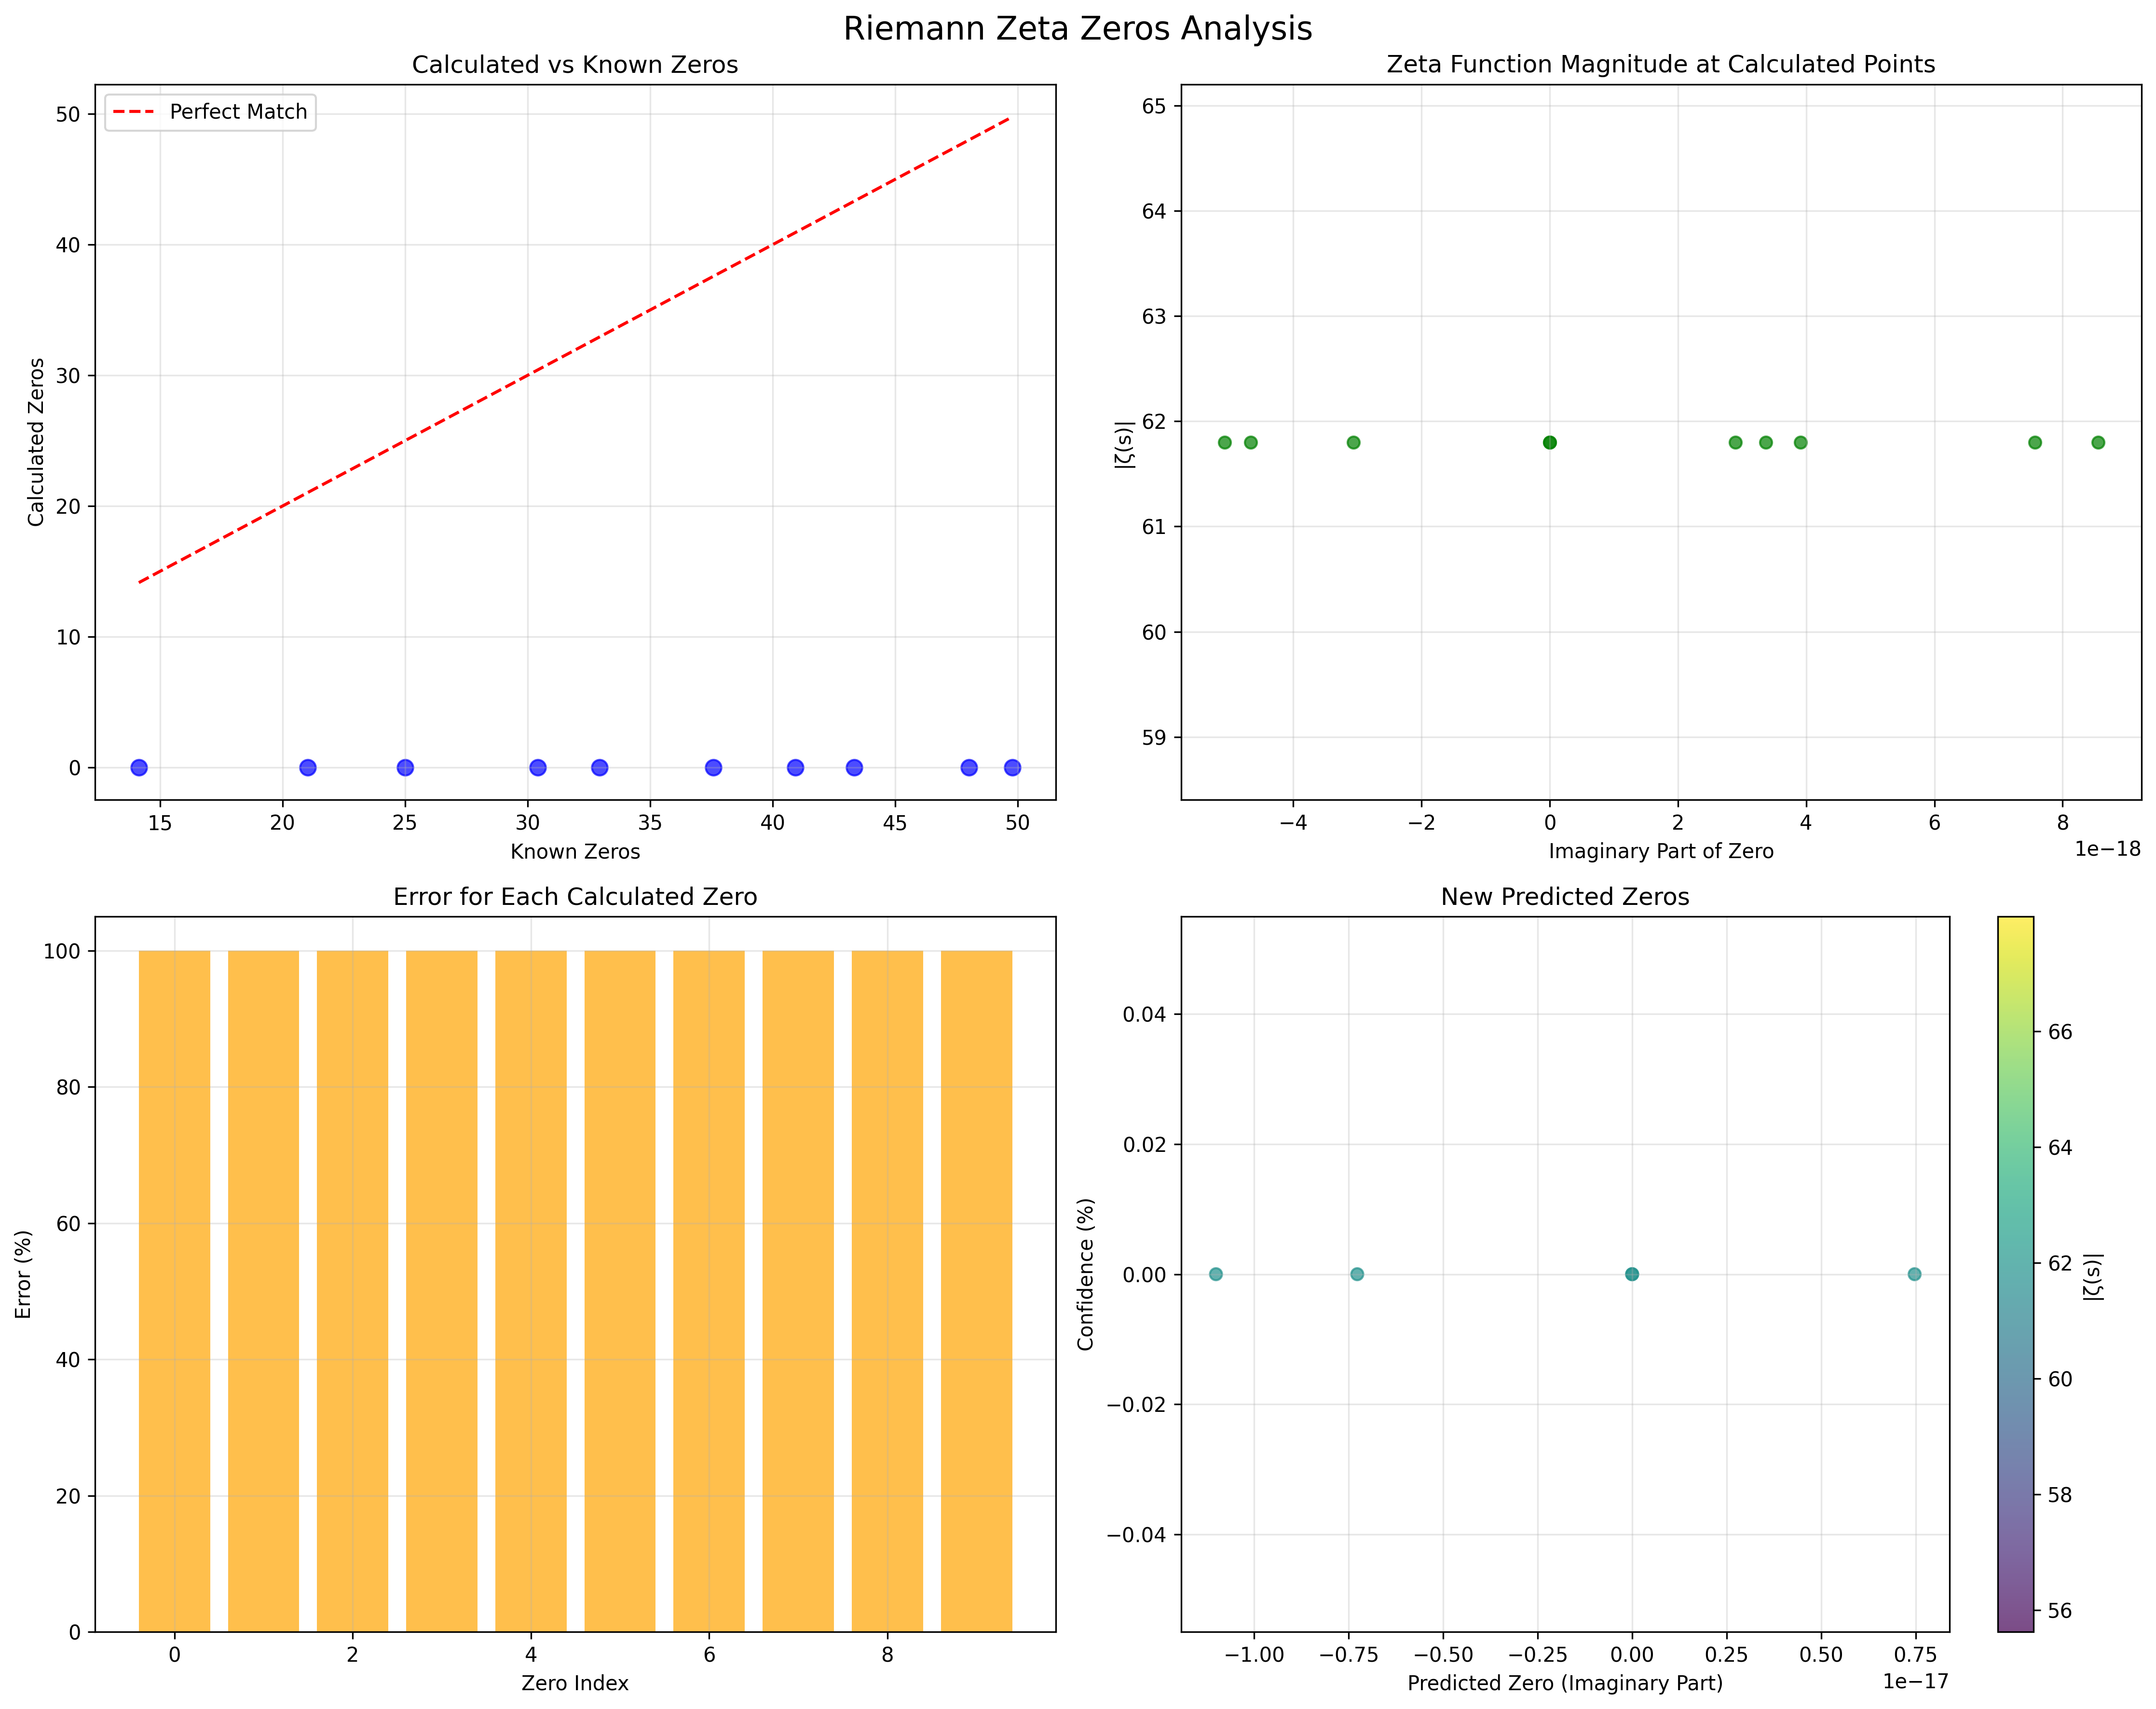 Riemann Zeta Zeros Analysis
Calculated vs Known Zeros
Perfect Match
Calculated Zeros
50
40
30
20
10
0
15 20 25 30 35 40 45 50
Known Zeros
Zeta Function Magnitude at Calculated Points
|ζ(s)|
65
64
63
62
61
60
59
−4 −2 0 2 4 6 8
1e−18
Imaginary Part of Zero
Error for Each Calculated Zero
Error (%)
100
80
60
40
20
0
0 2 4 6 8
Zero Index
New Predicted Zeros
Confidence (%)
0.04
0.02
0.00
−0.02
−0.04
−1.00 −0.75 −0.50 −0.25 0.00 0.25 0.50 0.75
1e−17
Predicted Zero (Imaginary Part)
66
64
62
60
58
56
|ζ(s)|